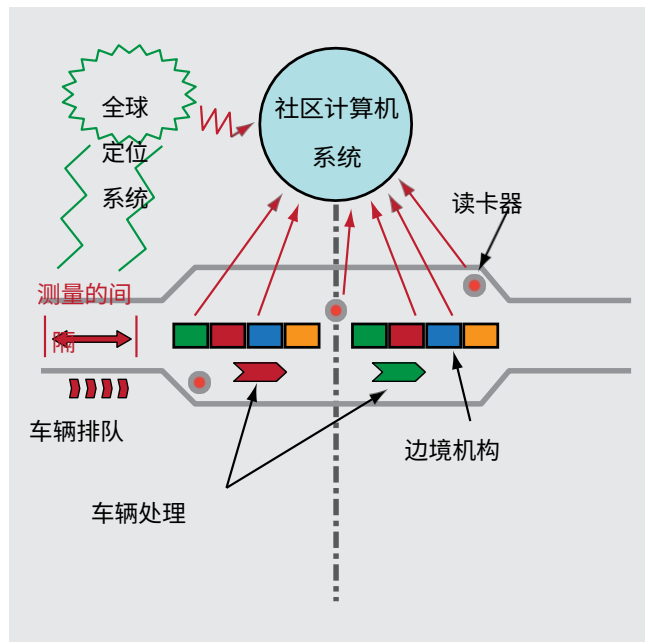 全球
定位
系统
社区计算机
系统
读卡器
测量的间
隔
车辆排队
边境机构
车辆处理